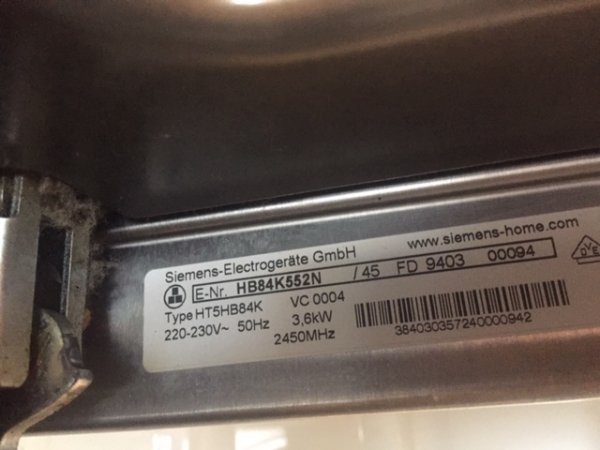 Siemens-Electrogeräte GmbH www.siemens-home.com
E-Nr. HB84K552N / 45 FD 9403 00094
Type HT5HB84K VC 0004
220-230V~ 50Hz 3,6kW
2450MHz
384030357240000942